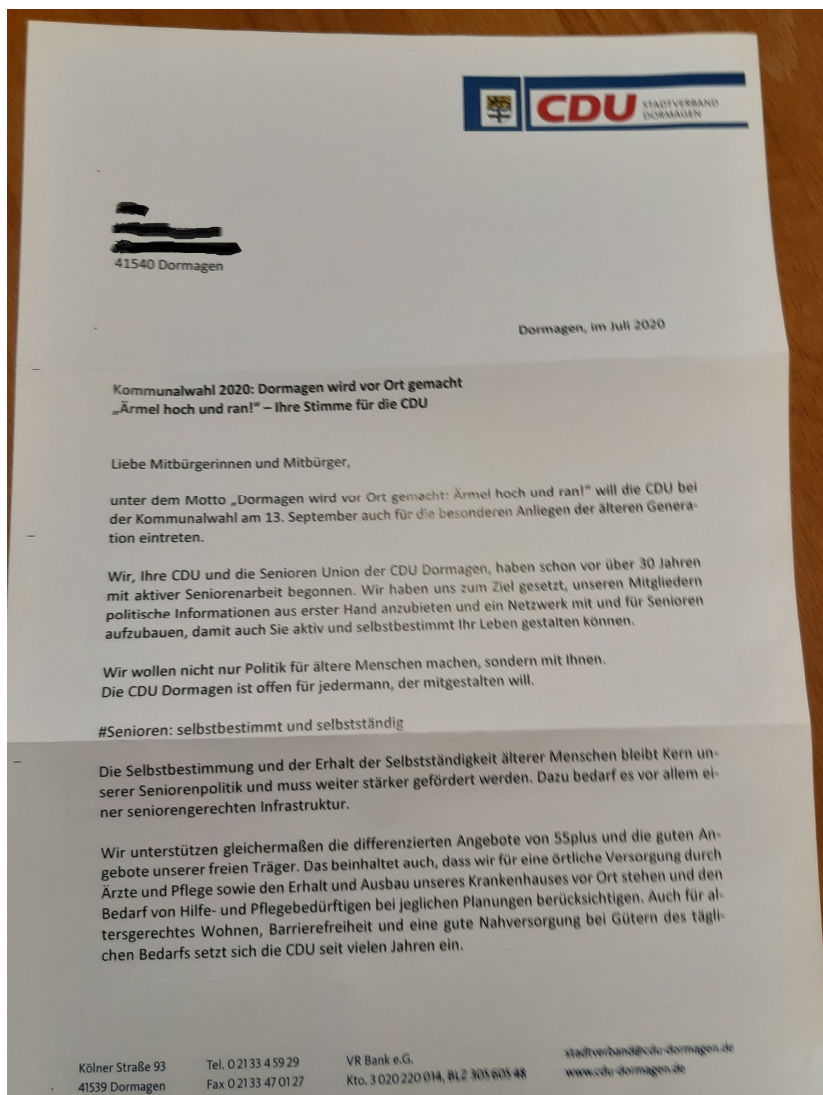 CDU STADTVERBAND
DORMAGEN
41540 Dormagen
Dormagen, im Juli 2020
Kommunalwahl 2020: Dormagen wird vor Ort gemacht
„Ärmel hoch und ran!“ – Ihre Stimme für die CDU
Liebe Mitbürgerinnen und Mitbürger,
unter dem Motto „Dormagen wird vor Ort gemacht: Ärmel hoch und ran!“ will die CDU bei
der Kommunalwahl am 13. September auch für die besonderen Anliegen der älteren Genera-
tion eintreten.
Wir, Ihre CDU und die Senioren Union der CDU Dormagen, haben schon vor über 30 Jahren
mit aktiver Seniorenarbeit begonnen. Wir haben uns zum Ziel gesetzt, unseren Mitgliedern
politische Informationen aus erster Hand anzubieten und ein Netzwerk mit und für Senioren
aufzubauen, damit auch Sie aktiv und selbstbestimmt Ihr Leben gestalten können.
Wir wollen nicht nur Politik für ältere Menschen machen, sondern mit Ihnen.
Die CDU Dormagen ist offen für jedermann, der mitgestalten will.
#Senioren: selbstbestimmt und selbstständig
Die Selbstbestimmung und der Erhalt der Selbstständigkeit älterer Menschen bleibt Kern un-
serer Seniorenpolitik und muss weiter stärker gefördert werden. Dazu bedarf es vor allem ei-
ner seniorengerechten Infrastruktur.
Wir unterstützen gleichermaßen die differenzierten Angebote von 55plus und die guten An-
gebote unserer freien Träger. Das beinhaltet auch, dass wir für eine örtliche Versorgung durch
Ärzte und Pflege sowie den Erhalt und Ausbau unseres Krankenhauses vor Ort stehen und den
Bedarf von Hilfe- und Pflegebedürftigen bei jeglichen Planungen berücksichtigen. Auch für al-
tersgerechtes Wohnen, Barrierefreiheit und eine gute Nahversorgung bei Gütern des tägli-
chen Bedarfs setzt sich die CDU seit vielen Jahren ein.
Kölner Straße 93 Tel. 0 21 33 4 59 29 VR Bank e.G. stadtverband@cdu-dormagen.de
41539 Dormagen Fax 0 21 33 47 01 27 Kto. 3 020 220 014, BLZ 305 605 48 www.cdu-dormagen.de